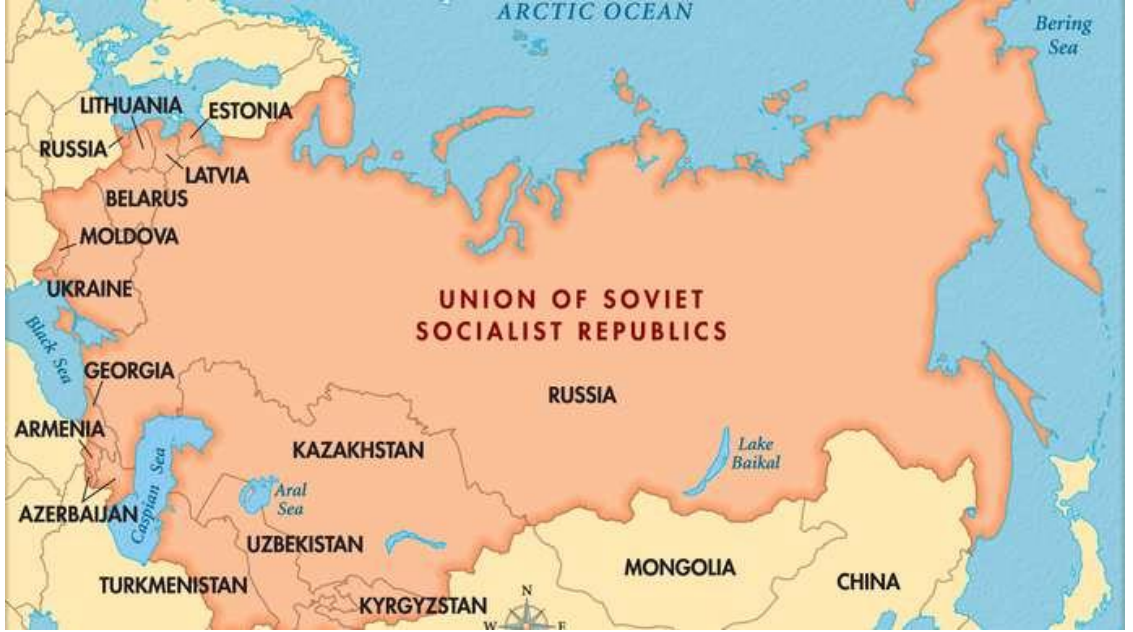 ARCTIC OCEAN
Bering
Sea
LITHUANIA
ESTONIA
RUSSIA
LATVIA
BELARUS
MOLDOVA
UKRAINE
UNION OF SOVIET
SOCIALIST REPUBLICS
Black Sea
GEORGIA
RUSSIA
ARMENIA
KAZAKHSTAN
Lake
Baikal
Caspian Sea
Aral
Sea
AZERBAIJAN
UZBEKISTAN
MONGOLIA
CHINA
TURKMENISTAN
KYRGYZSTAN
N
W
E